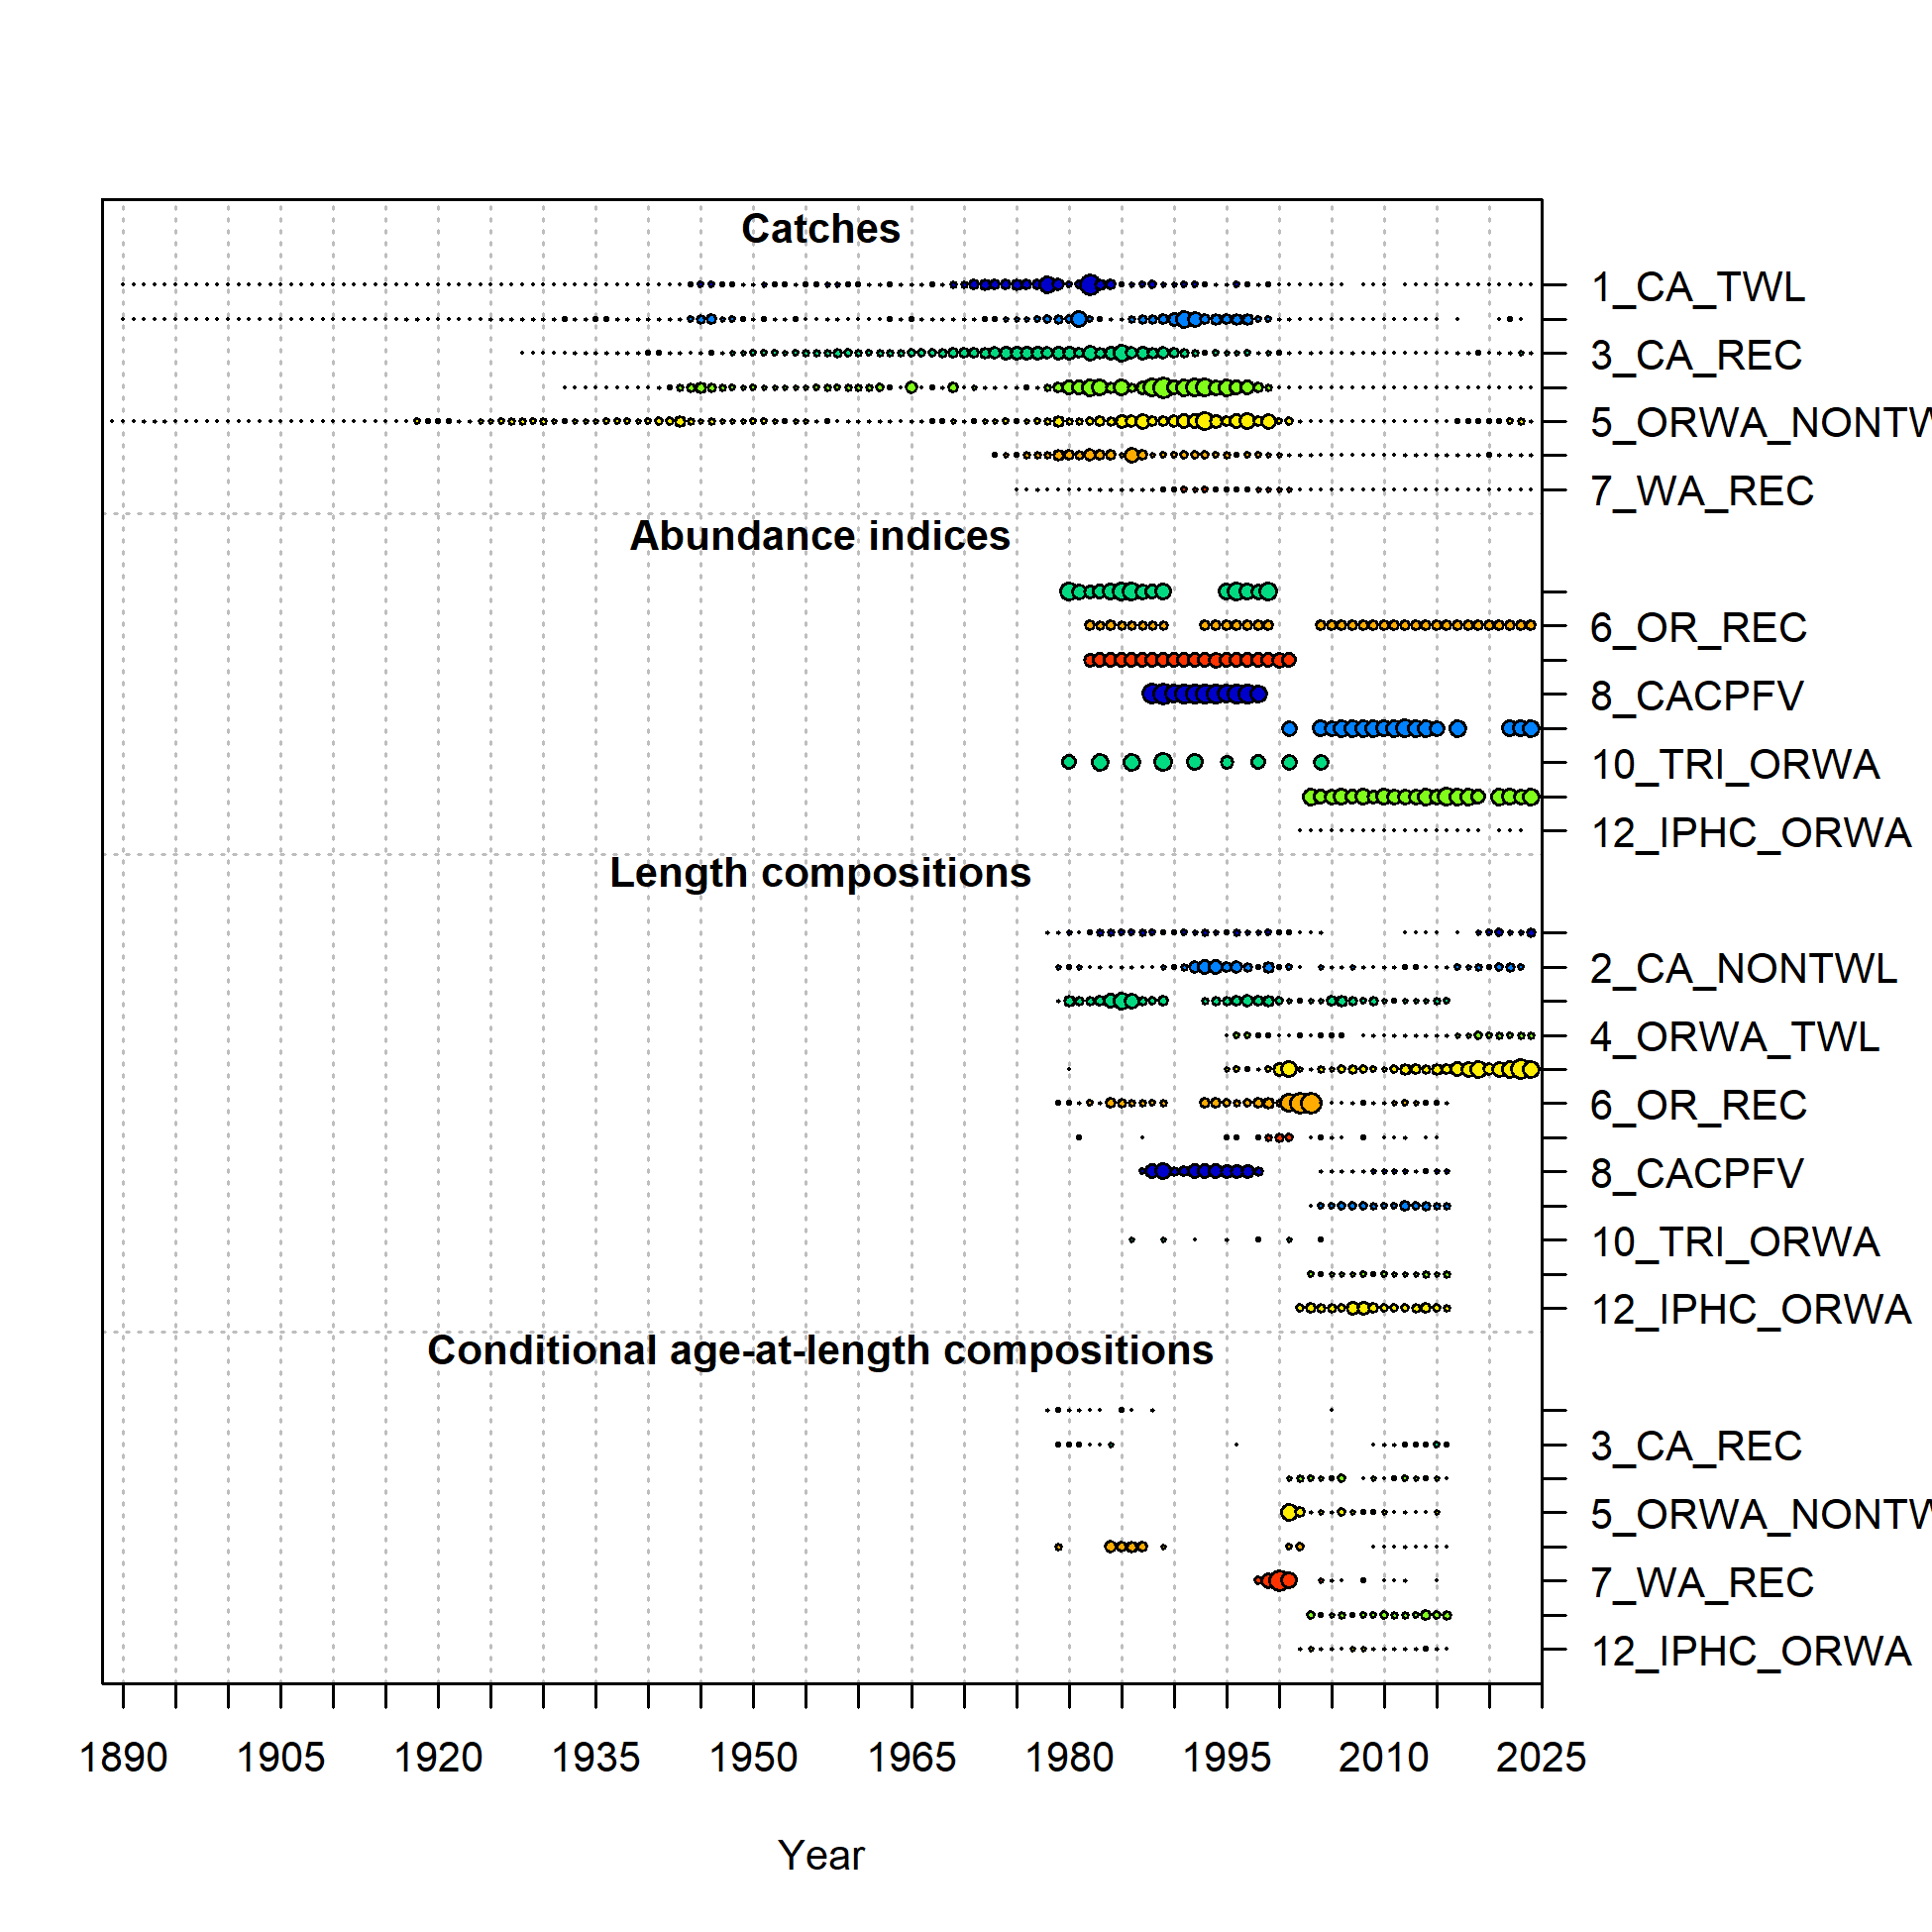 Catches
1_CA_TWL
3_CA_REC
5_ORWA_NONTW
7_WA_REC
Abundance indices
6_OR_REC
8_CACPFV
10_TRI_ORWA
12_IPHC_ORWA
Length compositions
2_CA_NONTWL
4_ORWA_TWL
6_OR_REC
8_CACPFV
10_TRI_ORWA
12_IPHC_ORWA
Conditional age-at-length compositions
3_CA_REC
5_ORWA_NONTW
7_WA_REC
12_IPHC_ORWA
1890 1905 1920 1935 1950 1965 1980 1995 2010 2025
Year